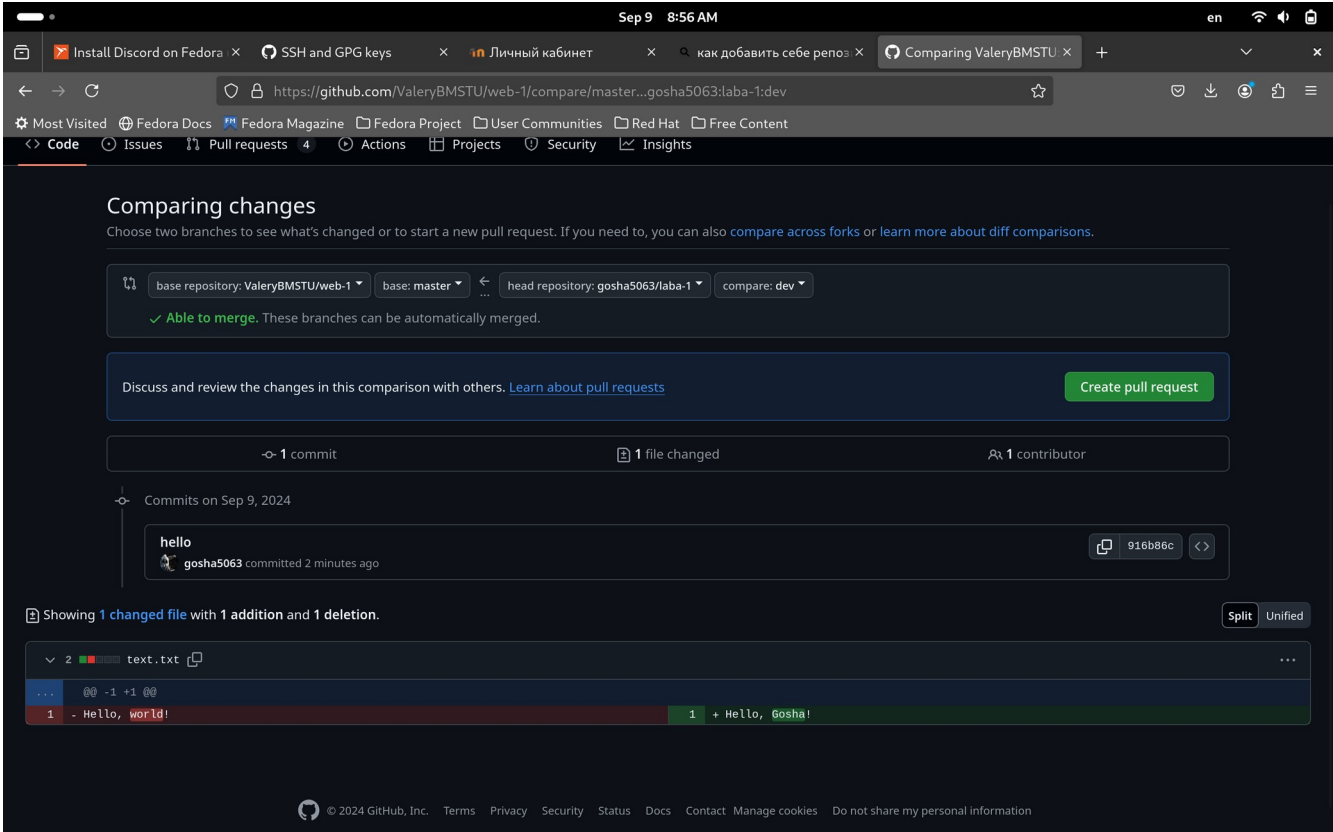 Sep 9 8:56 AM en
Install Discord on Fedora SSH and GPG keys Личный кабинет как добавить себе репоз Comparing ValeryBMSTU:
https://github.com/ValeryBMSTU/web-1/compare/master...gosha5063:laba-1:dev
Most Visited Fedora Docs FM Fedora Magazine Fedora Project User Communities Red Hat Free Content
Code Issues Pull requests 4 Actions Projects Security Insights
Comparing changes
Choose two branches to see what's changed or to start a new pull request. If you need to, you can also compare across forks or learn more about diff comparisons.
base repository: ValeryBMSTU/web-1 base: master ... head repository: gosha5063/laba-1 compare: dev
Able to merge. These branches can be automatically merged.
Discuss and review the changes in this comparison with others. Learn about pull requests Create pull request
1 commit 1 file changed 1 contributor
Commits on Sep 9, 2024
hello
gosha5063 committed 2 minutes ago 916b86c
Showing 1 changed file with 1 addition and 1 deletion. Split Unified
2 text.txt ...
... @@ -1 +1 @@
1 - Hello, world! 1 + Hello, Gosha!
© 2024 GitHub, Inc. Terms Privacy Security Status Docs Contact Manage cookies Do not share my personal information